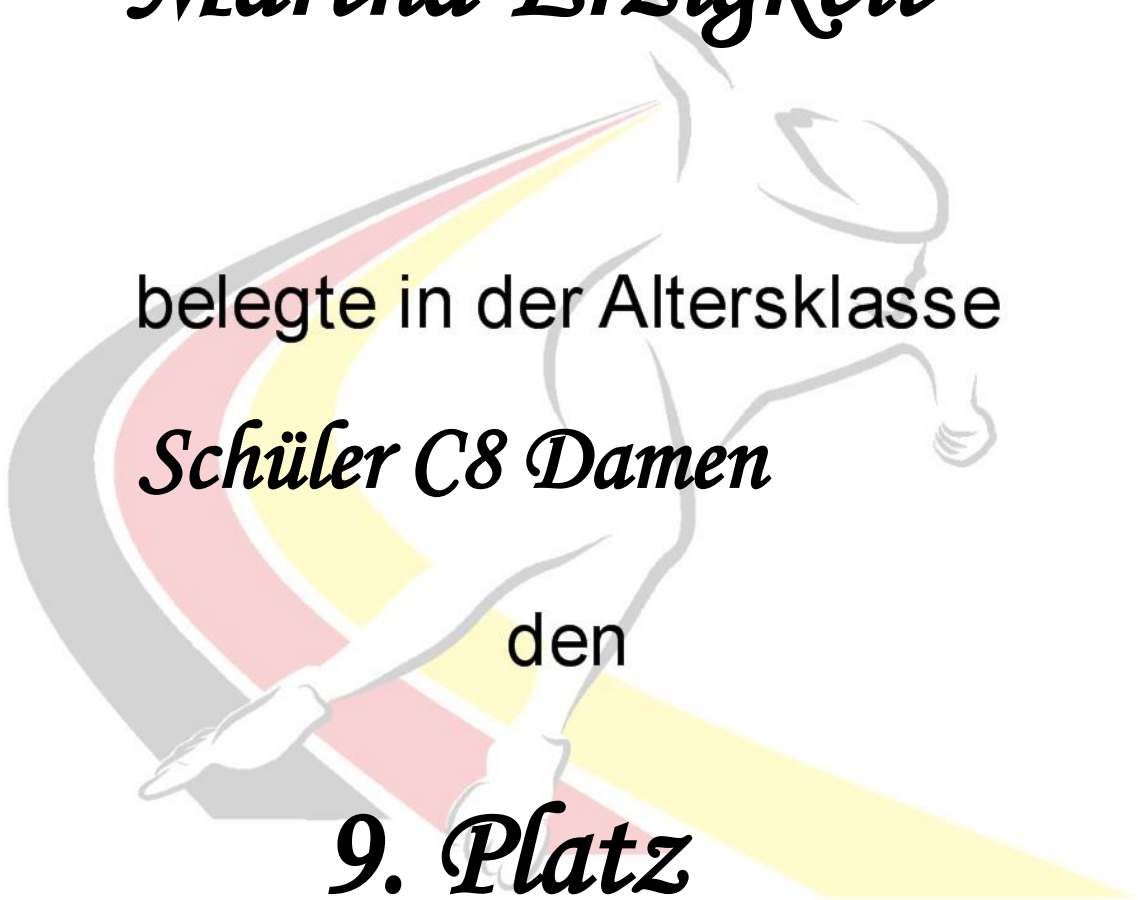 belegte in der Altersklasse
Schüler C8 Damen
den
9. Platz